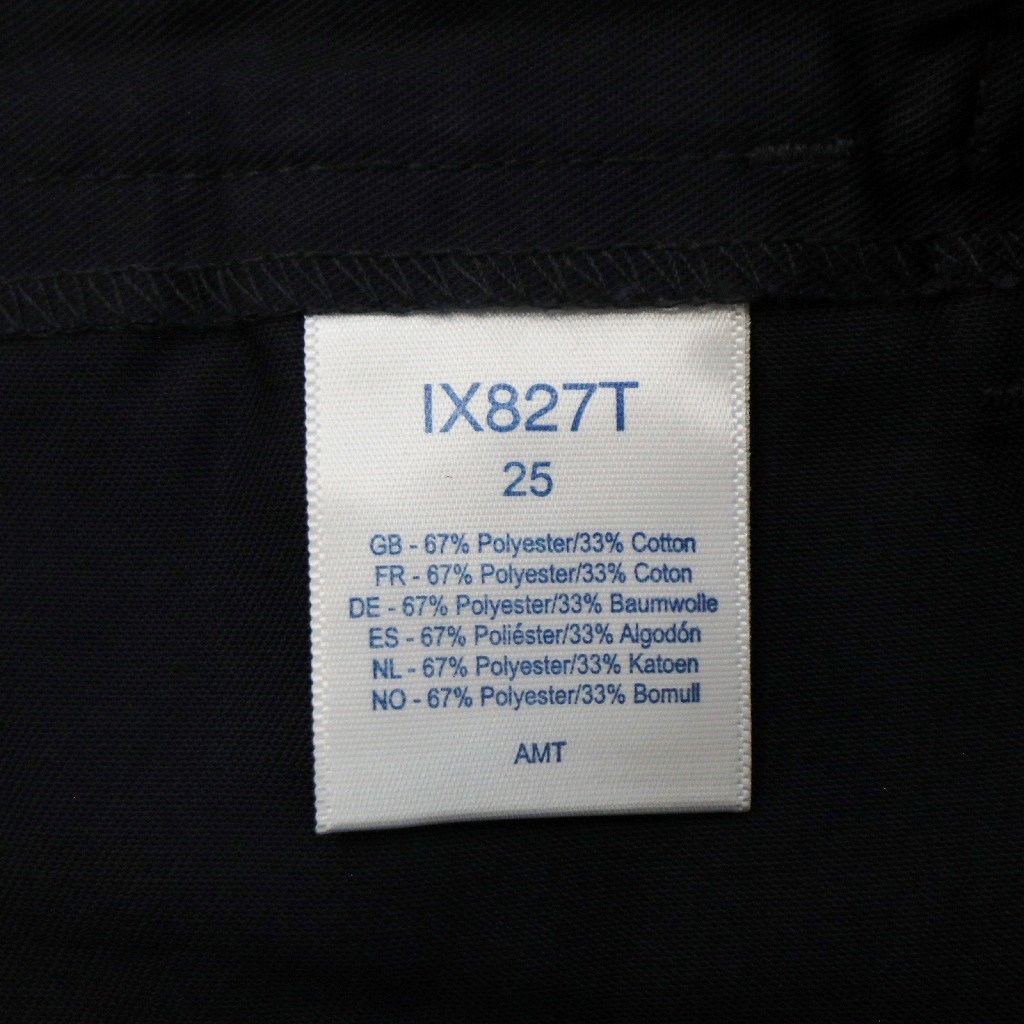 IX827T
25
GB - 67% Polyester/33% Cotton
FR - 67% Polyester/33% Coton
DE - 67% Polyester/33% Baumwolle
ES - 67% Poliéster/33% Algodón
NL - 67% Polyester/33% Katoen
NO - 67% Polyester/33% Bomull
AMT